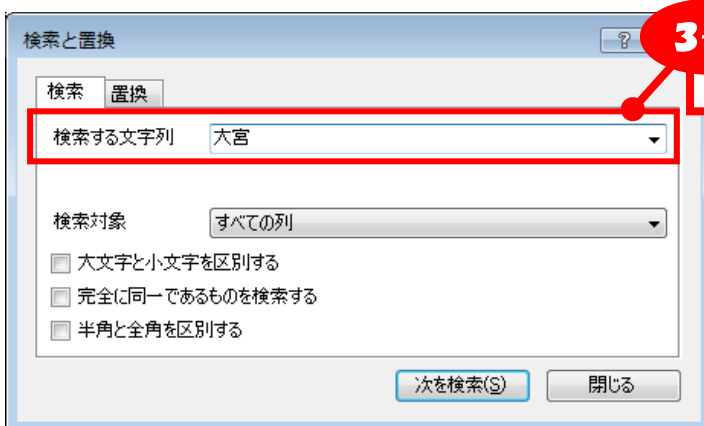 検索と置換 ?
3
検索 置換
検索する文字列 大宮
検索対象 すべての列
大文字と小文字を区別する
完全に同一であるものを検索する
半角と全角を区別する
次を検索(S) 閉じる